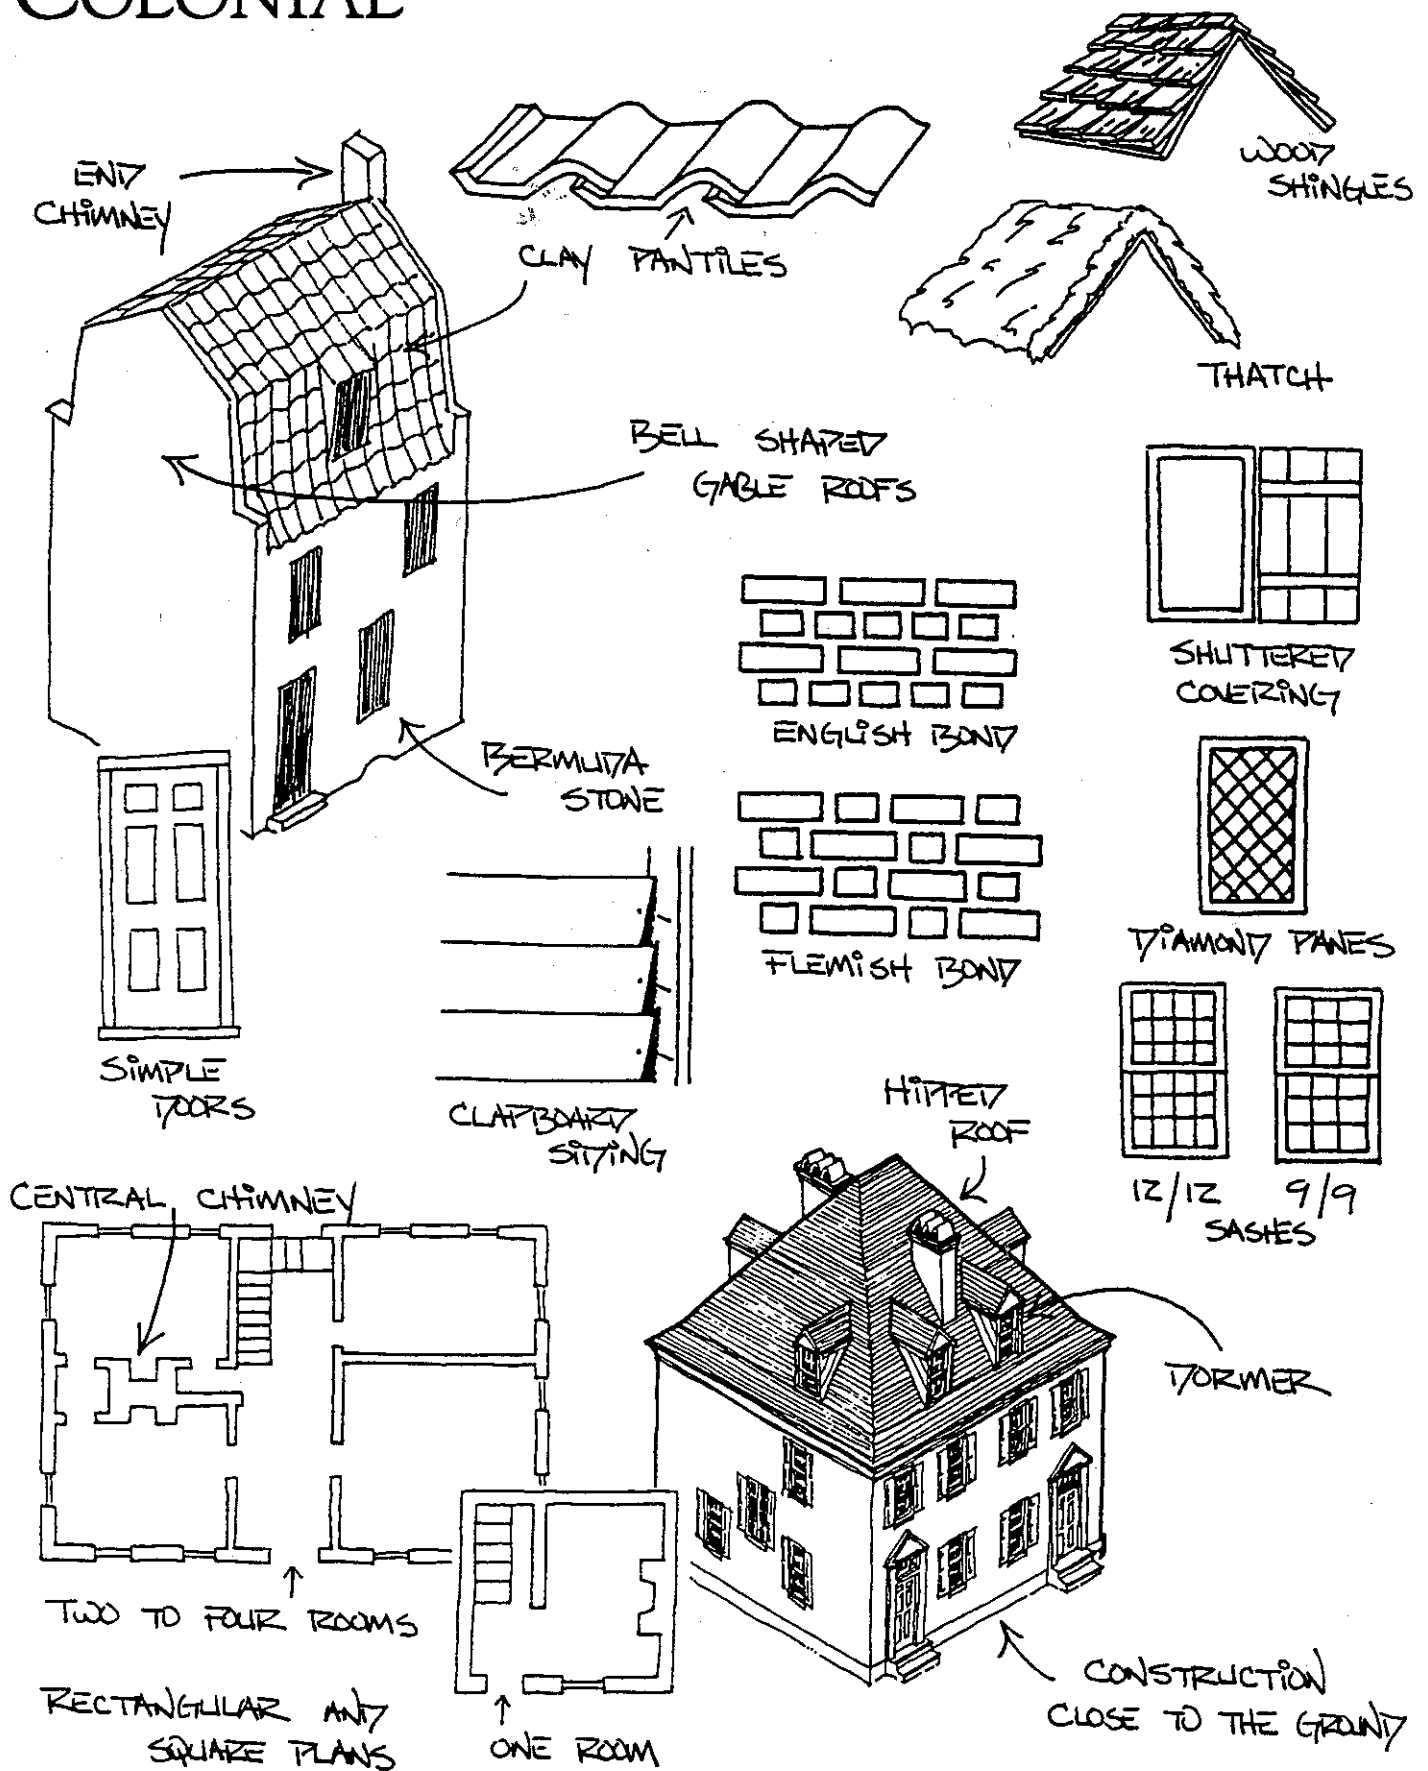 COLONIAL
END
CHIMNEY
CLAY PANTILES
WOOD
SHINGLES
THATCH
BELL SHAPED
GABLE ROOFS
SHUTTERED
COVERING
ENGLISH BOND
BERMUDA
STONE
FLEMISH BOND
DIAMOND PANES
SIMPLE
DOORS
CLAPBOARD
SIDING
HIPPED
ROOF
12/12 9/9
SASHES
CENTRAL CHIMNEY
DORMER
TWO TO FOUR ROOMS
RECTANGULAR AND
SQUARE PLANS
ONE ROOM
CONSTRUCTION
CLOSE TO THE GROUND